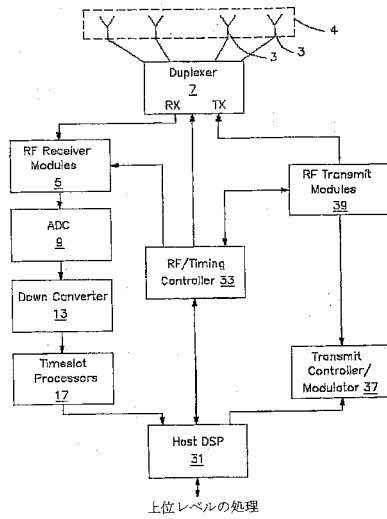 4
3
3
Duplexer
7
RX
TX
RF Receiver
Modules
5
RF Transmit
Modules
39
ADC
9
RF/Timing
Controller 33
Down Converter
13
Timeslot
Processors
17
Transmit
Controller/
Modulator 37
Host DSP
31
上位レベルの処理